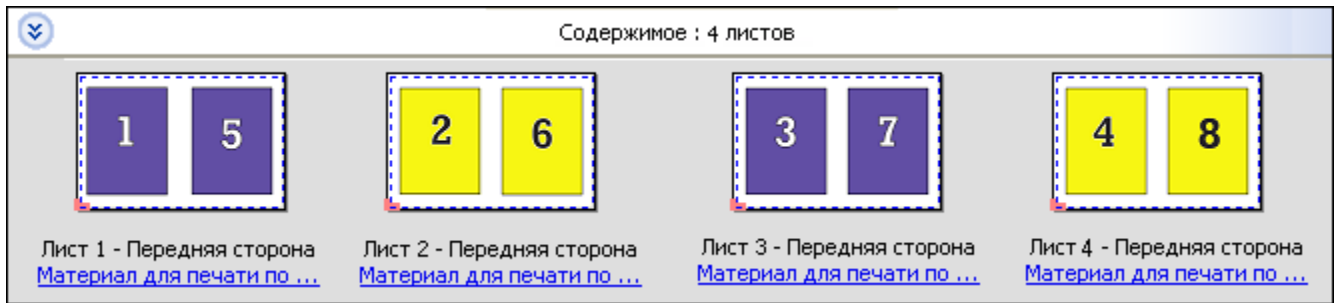 Содержимое : 4 листов
1 5 2 6 3 7 4 8
Лист 1 - Передняя сторона Лист 2 - Передняя сторона Лист 3 - Передняя сторона Лист 4 - Передняя сторона
Материал для печати по ... Материал для печати по ... Материал для печати по ... Материал для печати по ...